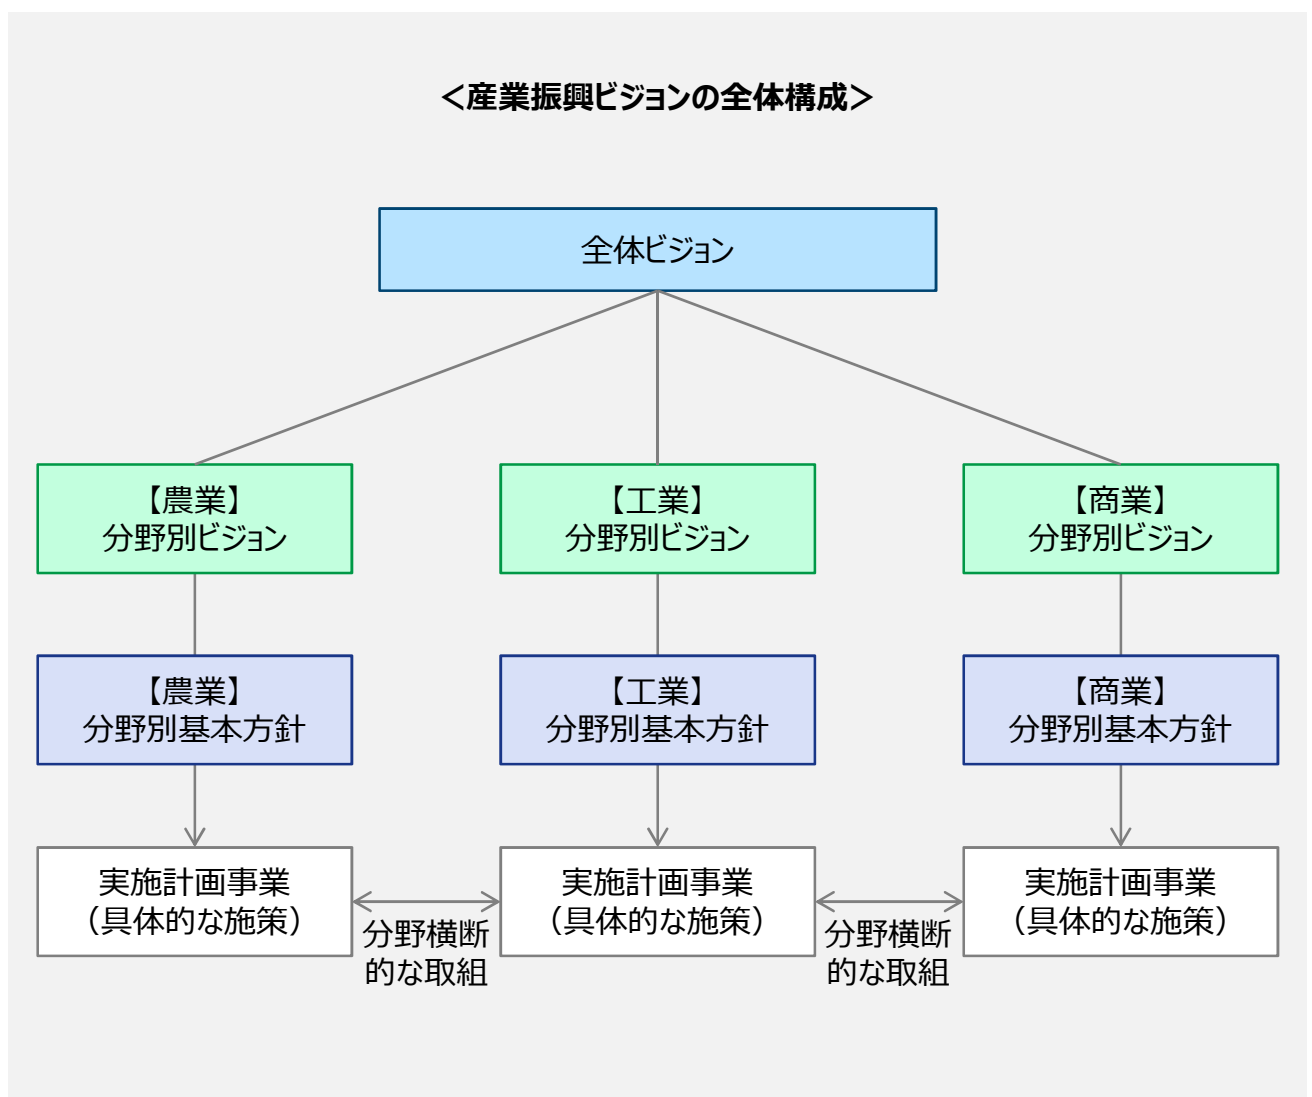 ＜産業振興ビジョンの全体構成＞
全体ビジョン
【農業】
分野別ビジョン
【工業】
分野別ビジョン
【商業】
分野別ビジョン
【農業】
分野別基本方針
【工業】
分野別基本方針
【商業】
分野別基本方針
実施計画事業
（具体的な施策）
分野横断
的な取組
実施計画事業
（具体的な施策）
分野横断
的な取組
実施計画事業
（具体的な施策）